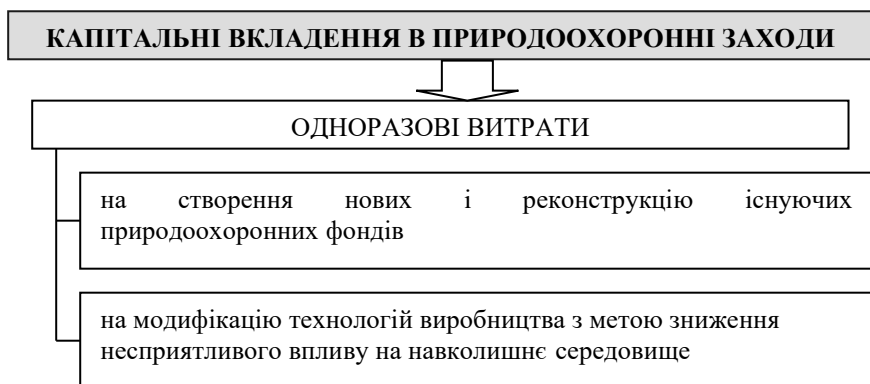 КАПІТАЛЬНІ ВКЛАДЕННЯ В ПРИРОДООХОРОННІ ЗАХОДИ
ОДНОРАЗОВІ ВИТРАТИ
на створення нових і реконструкцію існуючих
природоохоронних фондів
на модифікацію технологій виробництва з метою зниження
несприятливого впливу на навколишнє середовище